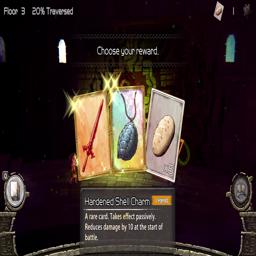 Floor 3 20% Traversed
1
Choose your reward.
Hardened Shell Charm
A rare card. Takes effect passively.
Reduces damage by 10 at the start of
battle.